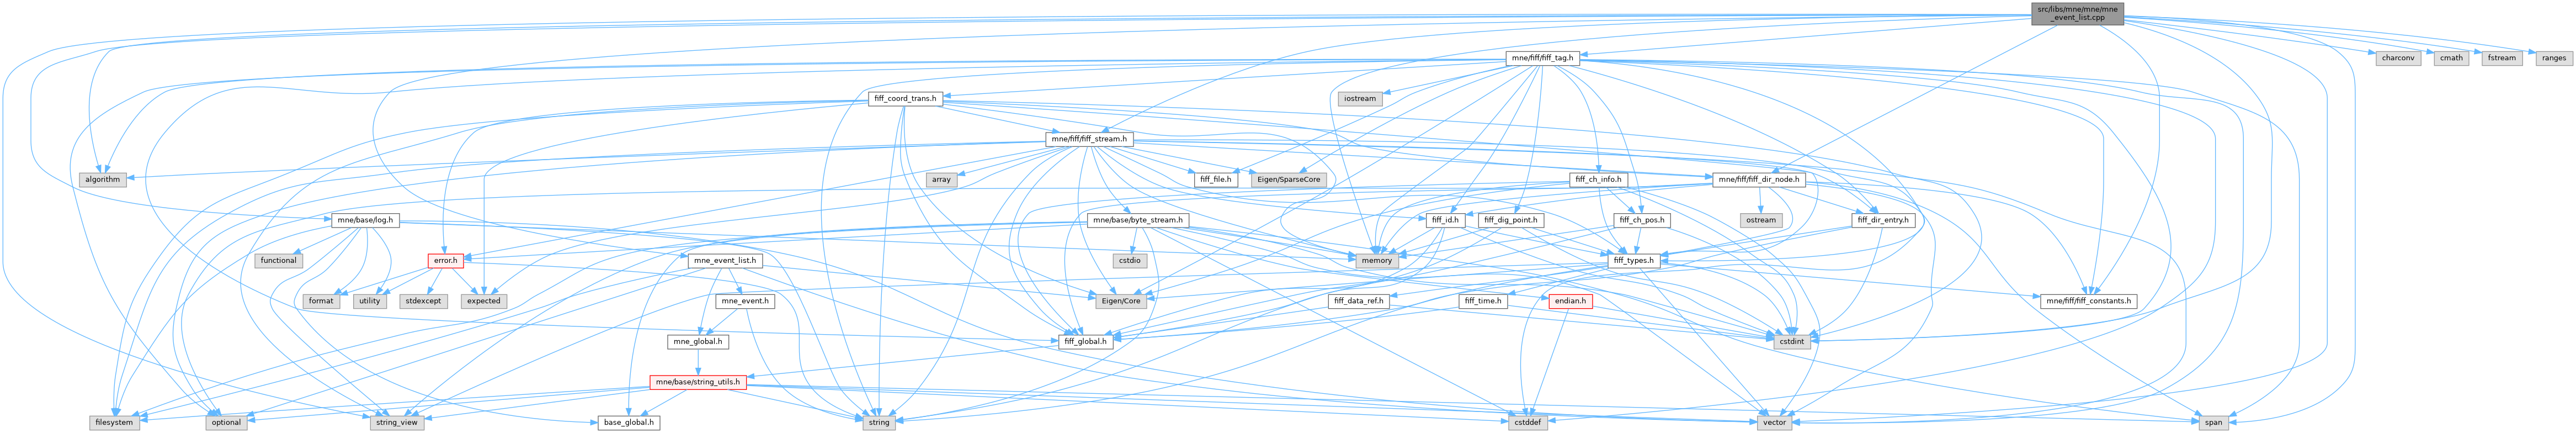 src/libs/mne/mne/mne
_event_list.cpp
mne/fiff/fiff_tag.h
charconv
cmath
fstream
ranges
fiff_coord_trans.h
iostream
mne/fiff/fiff_stream.h
algorithm
array
fiff_file.h
Eigen/SparseCore
fiff_ch_info.h
mne/fiff/fiff_dir_node.h
mne/base/log.h
mne/base/byte_stream.h
fiff_id.h
fiff_dig_point.h
fiff_ch_pos.h
ostream
fiff_dir_entry.h
functional
error.h
cstdio
mne_event_list.h
memory
fiff_types.h
format
utility
stdexcept
expected
mne_event.h
Eigen/Core
fiff_data_ref.h
fiff_time.h
endian.h
mne/fiff/fiff_constants.h
mne_global.h
fiff_global.h
cstdint
mne/base/string_utils.h
filesystem
optional
string_view
base_global.h
string
cstddef
vector
span